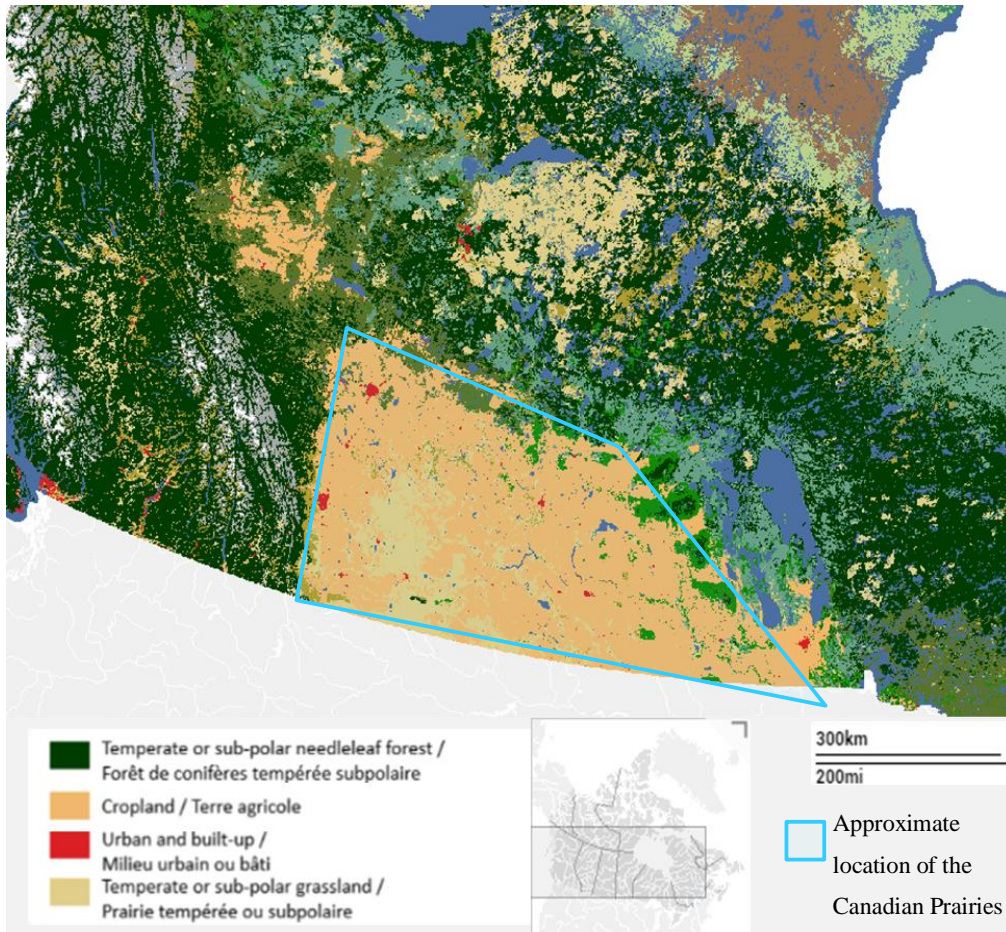 Temperate or sub-polar needleleaf forest /
Forêt de conifères tempérée subpolaire
Cropland / Terre agricole
Urban and built-up /
Milieu urbain ou bâti
Temperate or sub-polar grassland /
Prairie tempérée ou subpolaire
300km
200mi
Approximate
location of the
Canadian Prairies